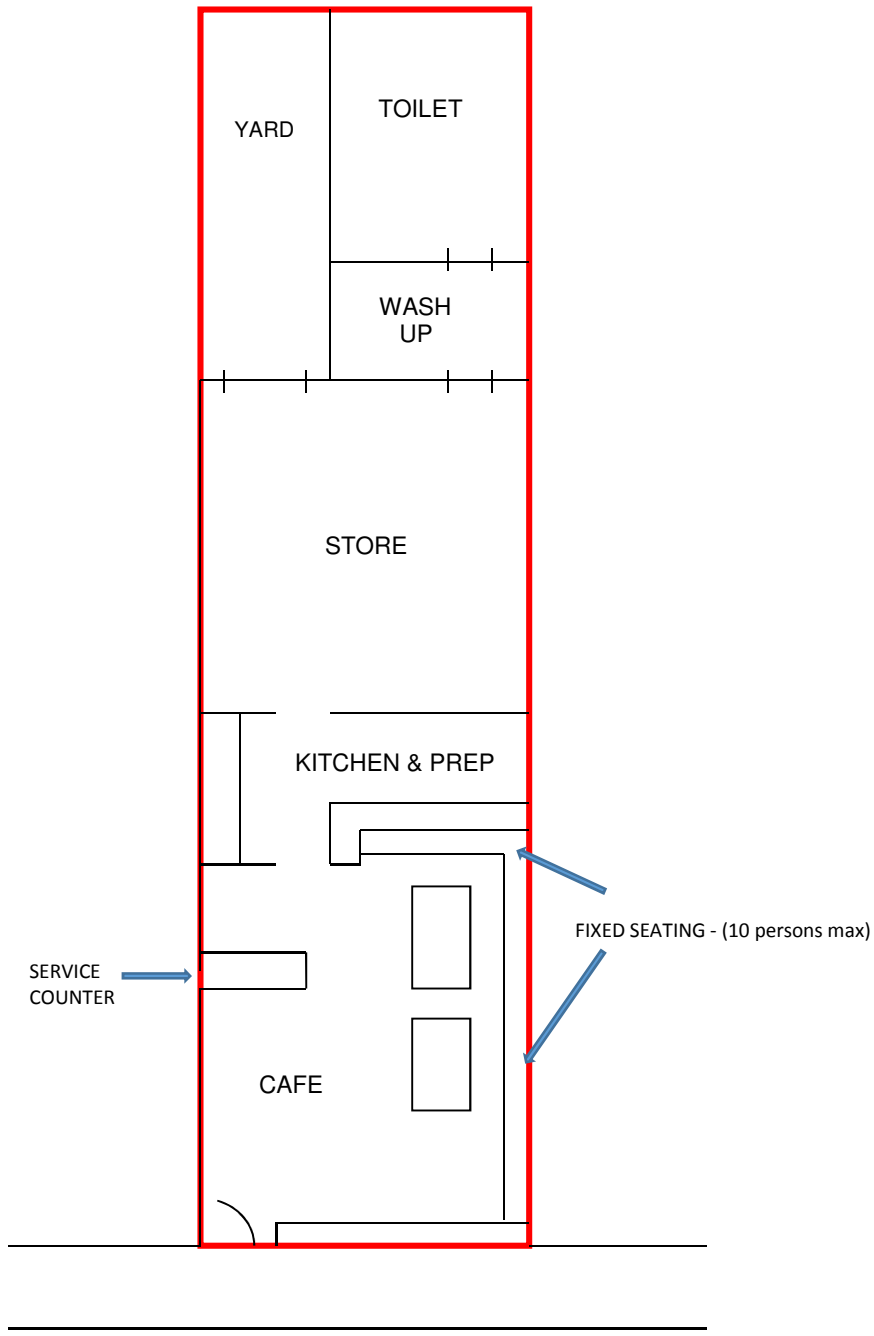 TOILET
YARD
WASH
UP
STORE
KITCHEN & PREP
FIXED SEATING - (10 persons max)
SERVICE
COUNTER
CAFE